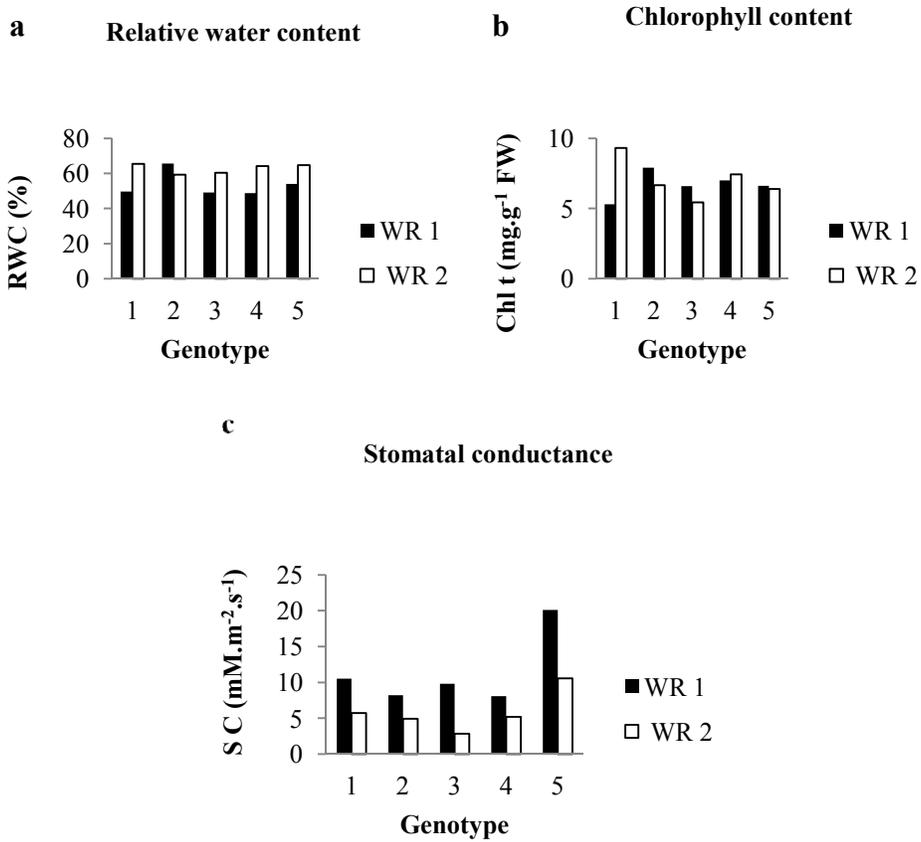 a
Relative water content
RWC (%)
80
60
40
20
0
1 2 3 4 5
Genotype
WR 1
WR 2
b
Chlorophyll content
Chl t (mg.g⁻¹ FW)
10
5
0
1 2 3 4 5
Genotype
WR 1
WR 2
c
Stomatal conductance
S C (mM.m⁻².s⁻¹)
25
20
15
10
5
0
1 2 3 4 5
Genotype
WR 1
WR 2